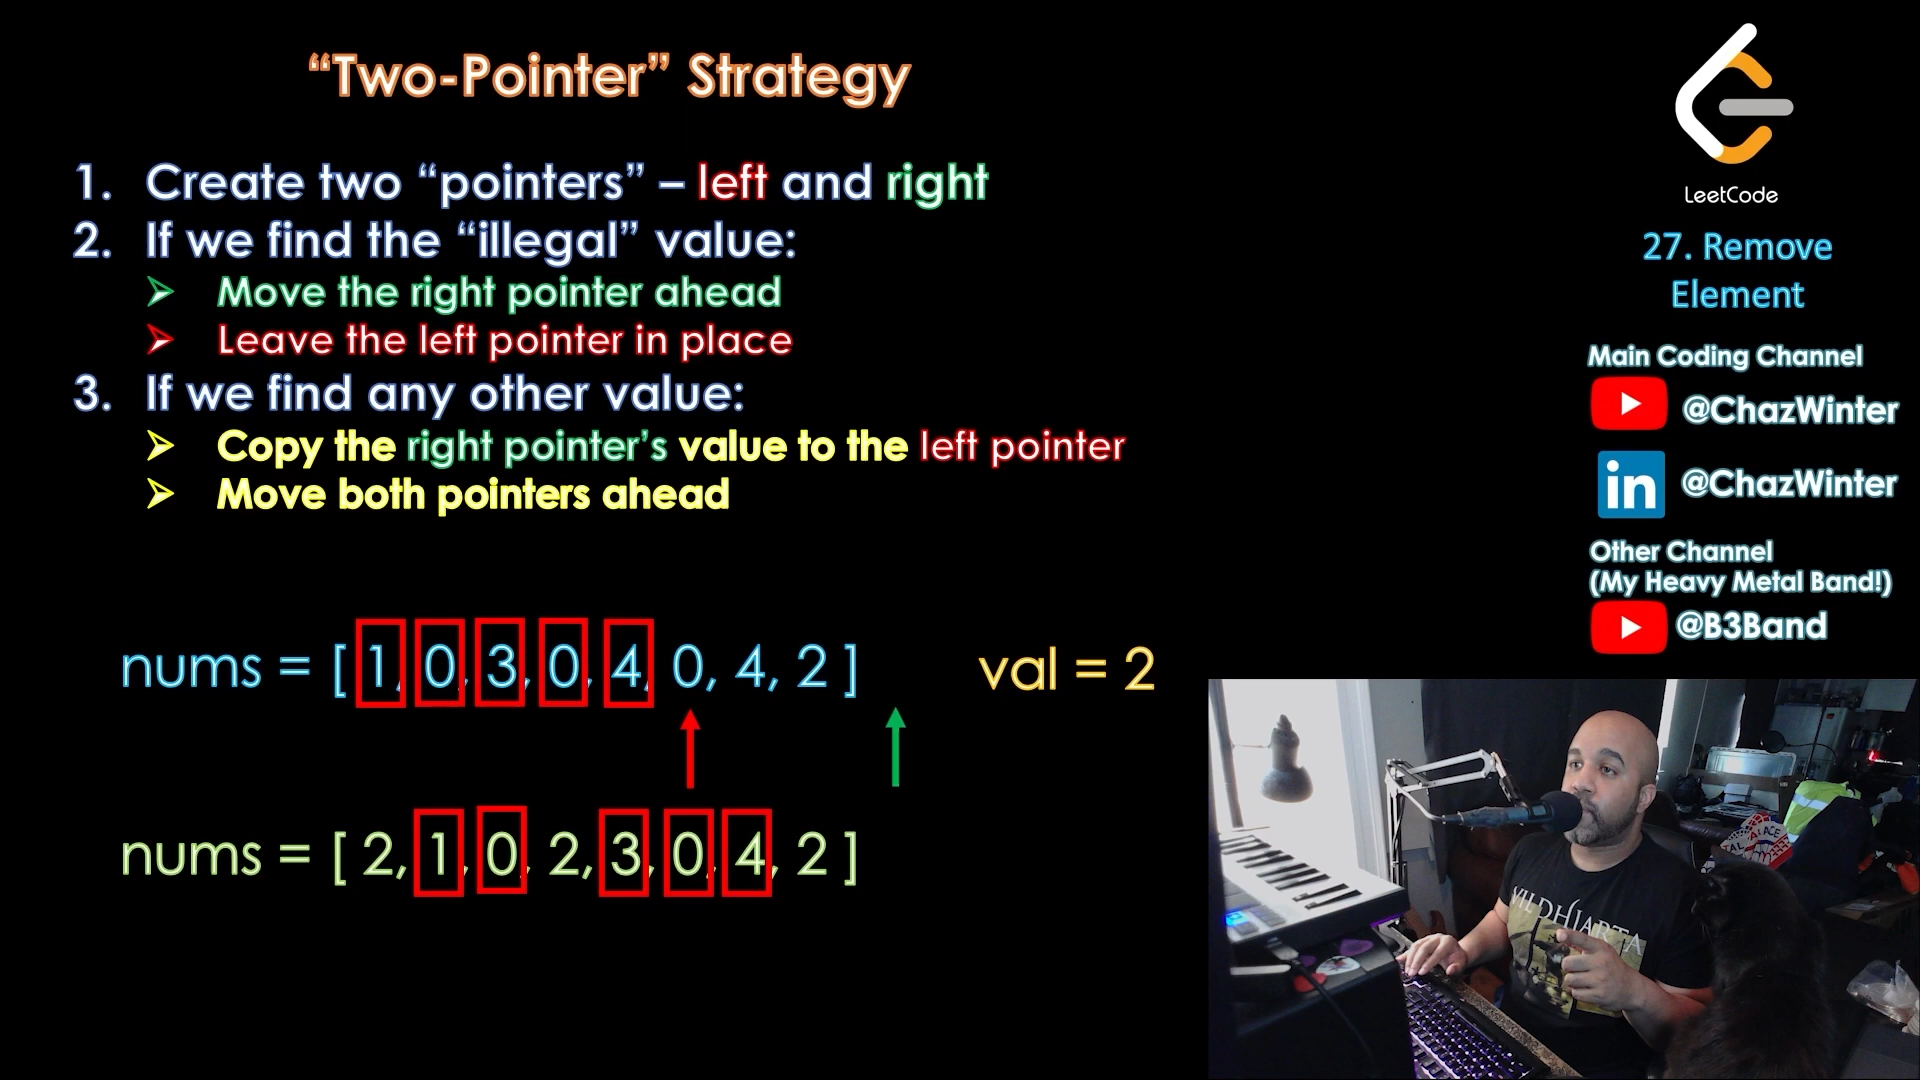 “Two-Pointer” Strategy
1. Create two “pointers” – left and right
2. If we find the “illegal” value:
➢ Move the right pointer ahead
➢ Leave the left pointer in place
3. If we find any other value:
➢ Copy the right pointer’s value to the left pointer
➢ Move both pointers ahead
nums = [ 1, 0, 3, 0, 4, 0, 4, 2 ]
val = 2
nums = [ 2, 1, 0, 2, 3, 0, 4, 2 ]
LeetCode
27. Remove
Element
Main Coding Channel
@ChazWinter
in
@ChazWinter
Other Channel
(My Heavy Metal Band!)
@B3Band
VILDHJARTA